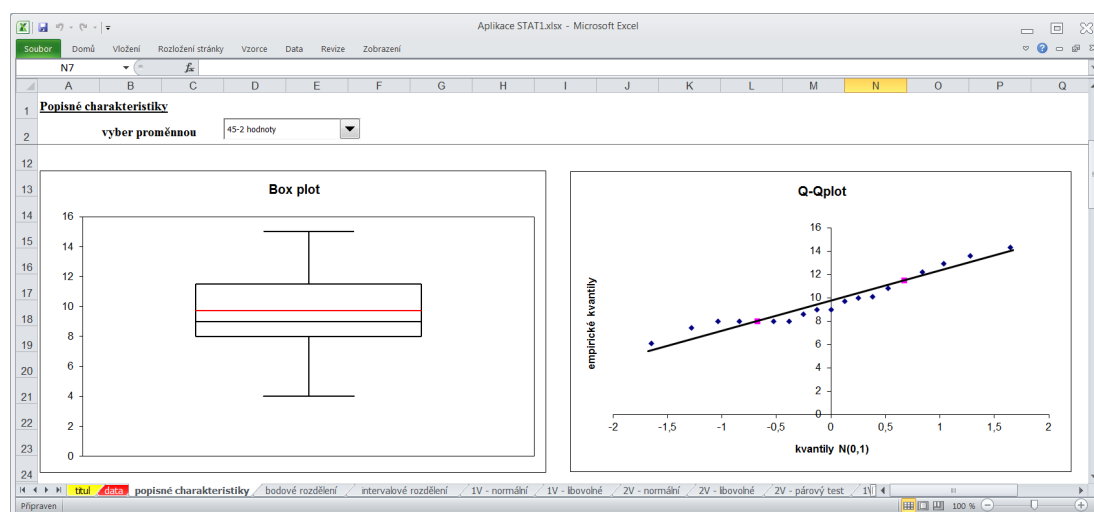 Aplikace STAT1.xlsx - Microsoft Excel
Soubor Domů Vložení Rozložení stránky Vzorce Data Revize Zobrazení
N7 fx
A B C D E F G H I J K L M N O P Q
1 Popisné charakteristiky
2 vyber proměnnou 45-2 hodnoty
12
13
14
15
16
17
18
19
20
21
22
23
24
Box plot
16
14
12
10
8
6
4
2
0
Q-Qplot
empirické kvantily
16
14
12
10
8
6
4
2
0
-2 -1,5 -1 -0,5 0 0,5 1 1,5 2
kvantily N(0,1)
titul data popisné charakteristiky bodové rozdělení intervalové rozdělení 1V - normální 1V - libovolné 2V - normální 2V - libovolné 2V - párový test
Připraven 100 %